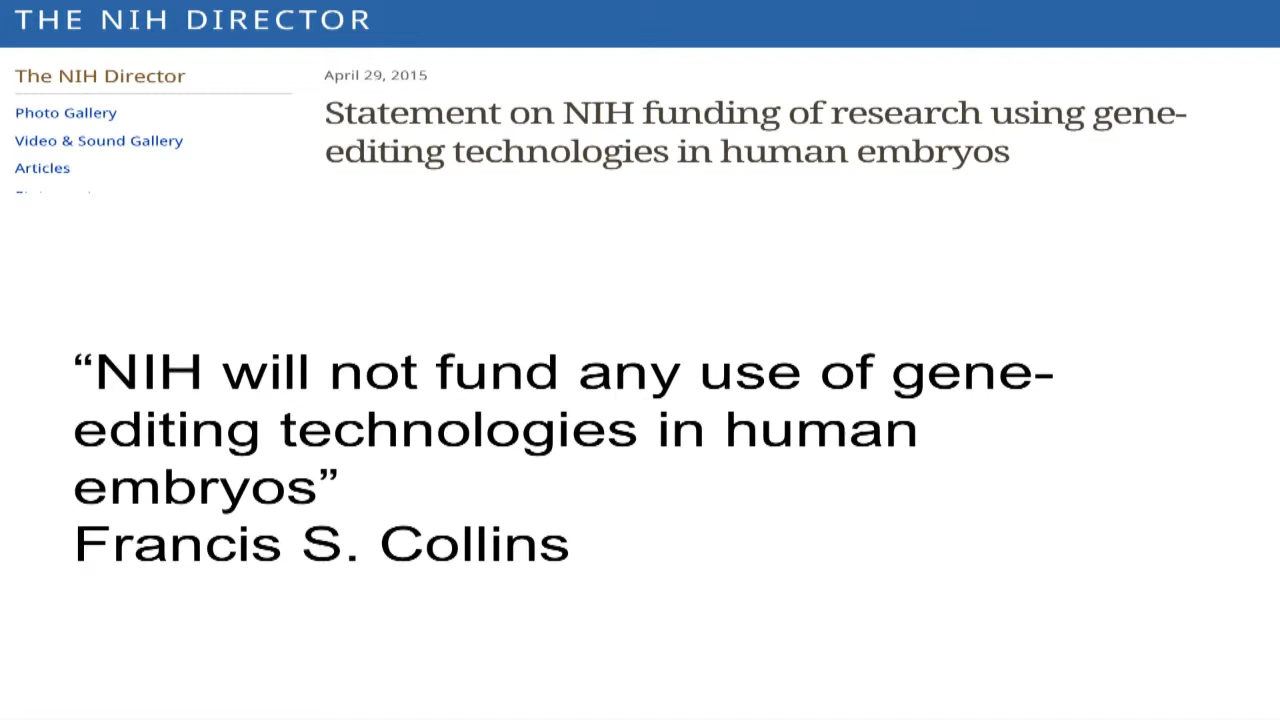 THE NIH DIRECTOR
The NIH Director
Photo Gallery
Video & Sound Gallery
Articles
April 29, 2015
Statement on NIH funding of research using gene-
editing technologies in human embryos
“NIH will not fund any use of gene-
editing technologies in human
embryos”
Francis S. Collins